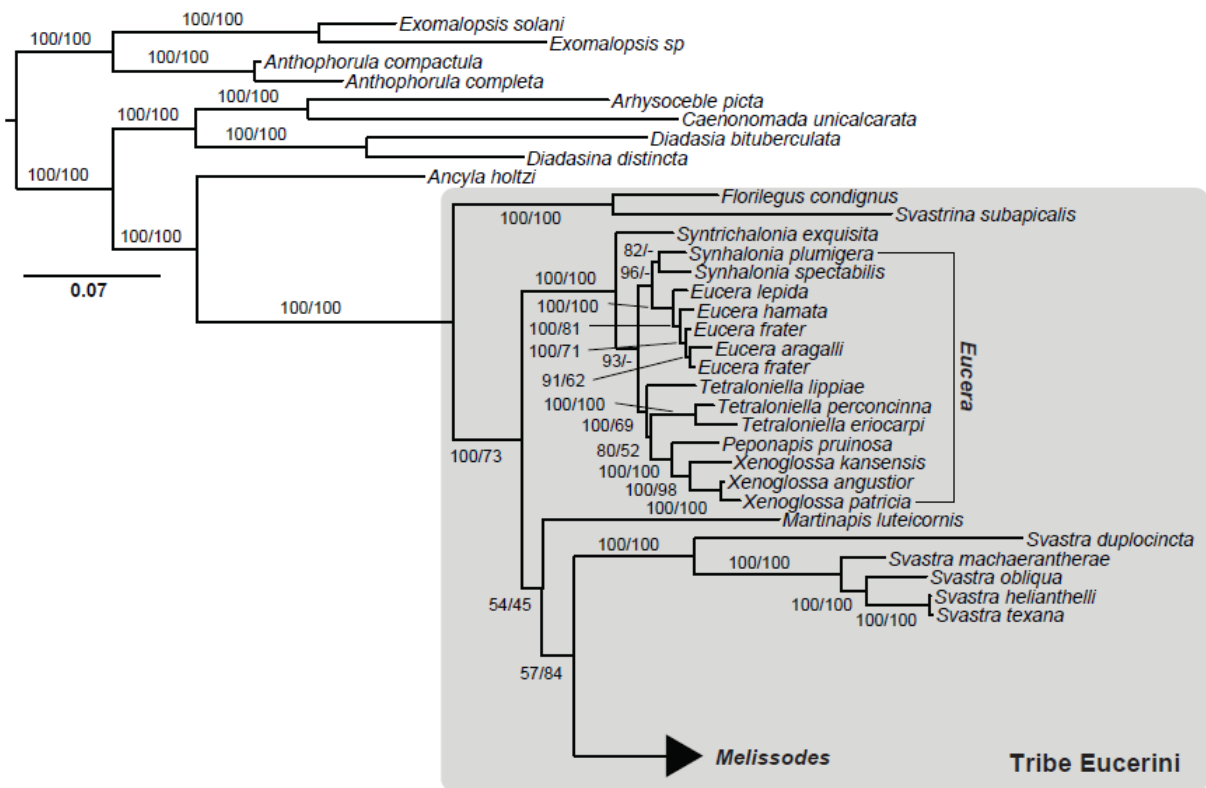 100/100
Exomalopsis solani
100/100
Exomalopsis sp
100/100
Anthophorula compactula
Anthophorula completa
100/100
Arhysoceble picta
100/100
Caenonomada unicalcarata
Diadasia bituberculata
100/100
Diadasina distincta
100/100
Ancyla holtzi
Florilegus condignus
100/100
Svastrina subapicalis
100/100
Syntrichalonia exquisita
82/-
Synhalonia plumigera
96/-
Synhalonia spectabilis
100/100
0.07
Eucera lepida
100/100
Eucera hamata
100/100
100/81
Eucera frater
100/71
Eucera aragalli
93/-
Eucera frater
91/62
Eucera
Tetraloniella lippiae
100/100
Tetraloniella perconcinna
100/69
Tetraloniella eriocarpi
80/52
Peponapis pruinosa
100/73
100/100
Xenoglossa kansensis
100/98
Xenoglossa angustior
100/100
Xenoglossa patricia
Martinapis luteicornis
100/100
Svastra duplocincta
100/100
Svastra machaerantherae
Svastra obliqua
54/45
100/100
Svastra helianthelli
100/100
Svastra texana
57/84
Melissodes
Tribe Eucerini